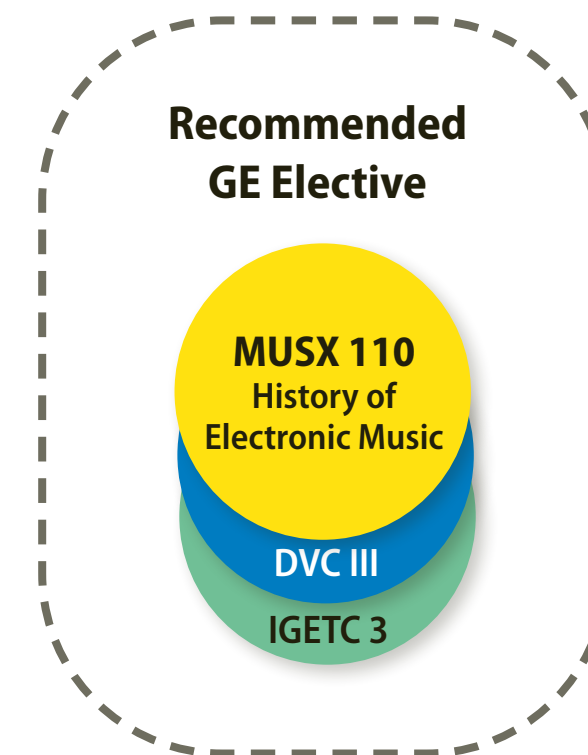 Recommended
GE Elective
MUSX 110
History of
Electronic Music
DVC III
IGETC 3